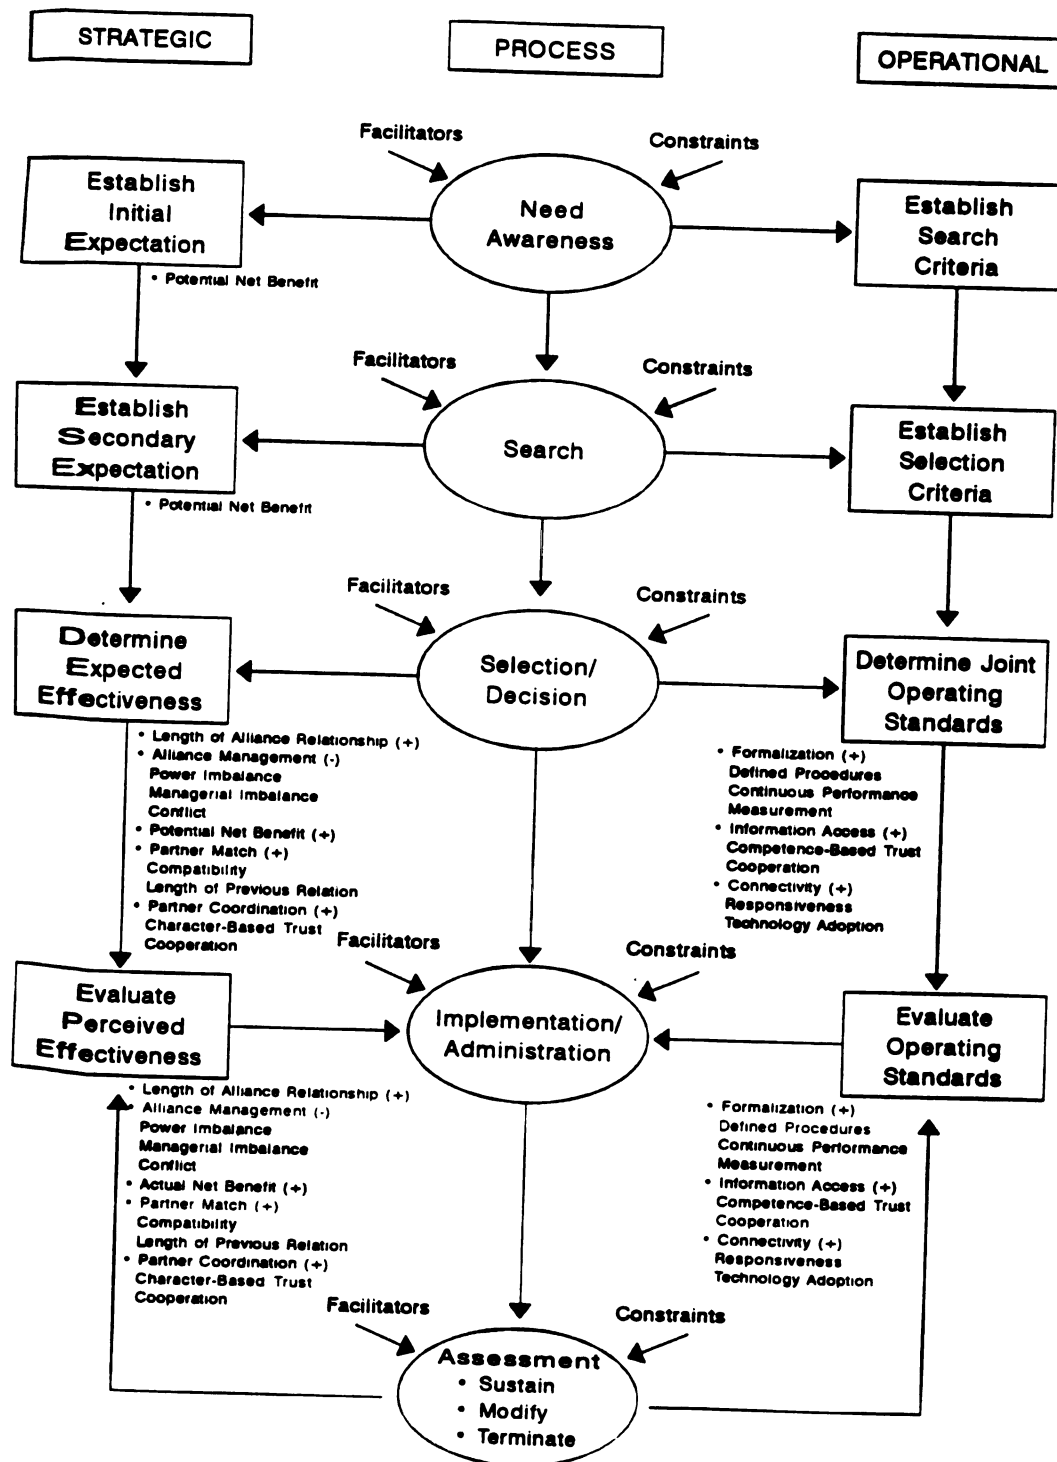 STRATEGIC
PROCESS
OPERATIONAL
Facilitators
Constraints
Establish
Initial
Expectation
Need
Awareness
Establish
Search
Criteria
• Potential Net Benefit
Facilitators
Constraints
Establish
Secondary
Expectation
Search
Establish
Selection
Criteria
• Potential Net Benefit
Facilitators
Constraints
Determine
Expected
Effectiveness
Selection/
Decision
Determine Joint
Operating
Standards
• Length of Alliance Relationship (+)
• Alliance Management (-)
Power Imbalance
Managerial Imbalance
Conflict
• Potential Net Benefit (+)
• Partner Match (+)
Compatibility
Length of Previous Relation
• Partner Coordination (+)
Character-Based Trust
Cooperation
• Formalization (+)
Defined Procedures
Continuous Performance
Measurement
• Information Access (+)
Competence-Based Trust
Cooperation
• Connectivity (+)
Responsiveness
Technology Adoption
Facilitators
Constraints
Evaluate
Perceived
Effectiveness
Implementation/
Administration
Evaluate
Operating
Standards
• Length of Alliance Relationship (+)
• Alliance Management (-)
Power Imbalance
Managerial Imbalance
Conflict
• Actual Net Benefit (+)
• Partner Match (+)
Compatibility
Length of Previous Relation
• Partner Coordination (+)
Character-Based Trust
Cooperation
• Formalization (+)
Defined Procedures
Continuous Performance
Measurement
• Information Access (+)
Competence-Based Trust
Cooperation
• Connectivity (+)
Responsiveness
Technology Adoption
Facilitators
Constraints
Assessment
• Sustain
• Modify
• Terminate